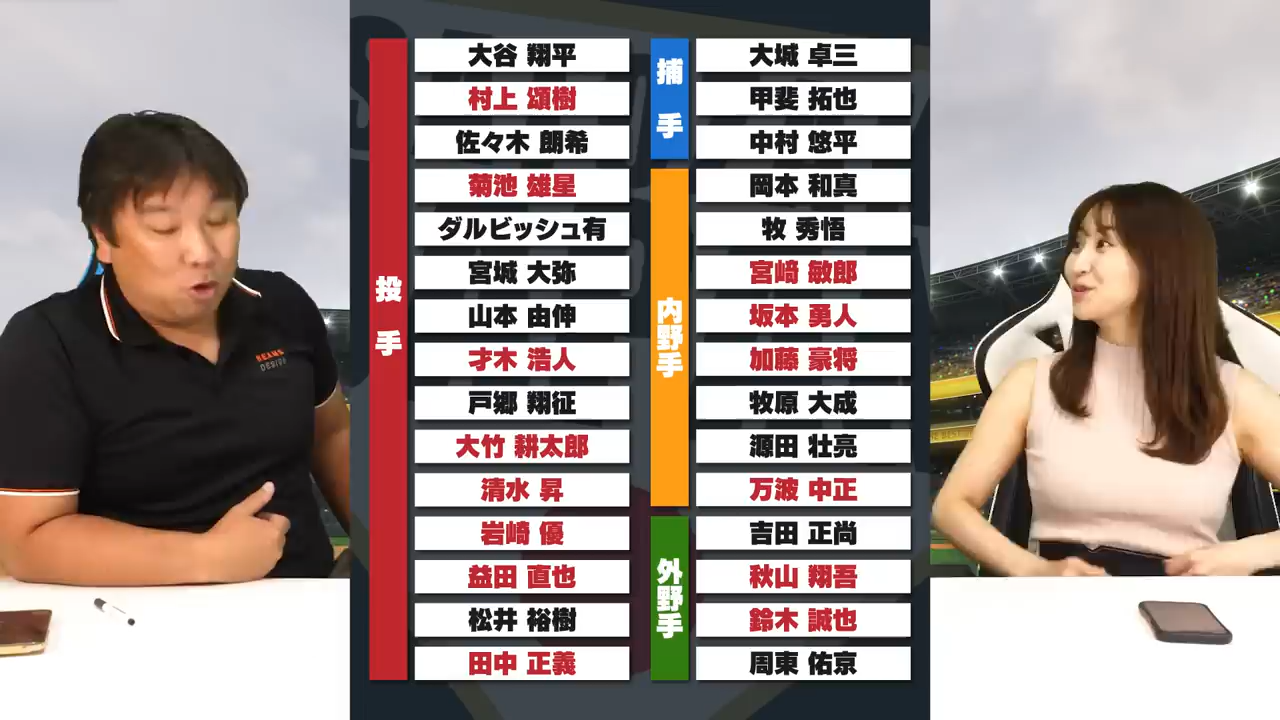 投手
大谷 翔平
村上 頌樹
佐々木 朗希
菊池 雄星
ダルビッシュ有
宮城 大弥
山本 由伸
才木 浩人
戸郷 翔征
大竹 耕太郎
清水 昇
岩崎 優
益田 直也
松井 裕樹
田中 正義
捕手
大城 卓三
甲斐 拓也
中村 悠平
内野手
岡本 和真
牧 秀悟
宮﨑 敏郎
坂本 勇人
加藤 豪将
牧原 大成
源田 壮亮
万波 中正
外野手
吉田 正尚
秋山 翔吾
鈴木 誠也
周東 佑京
BEAMS
DESIGN